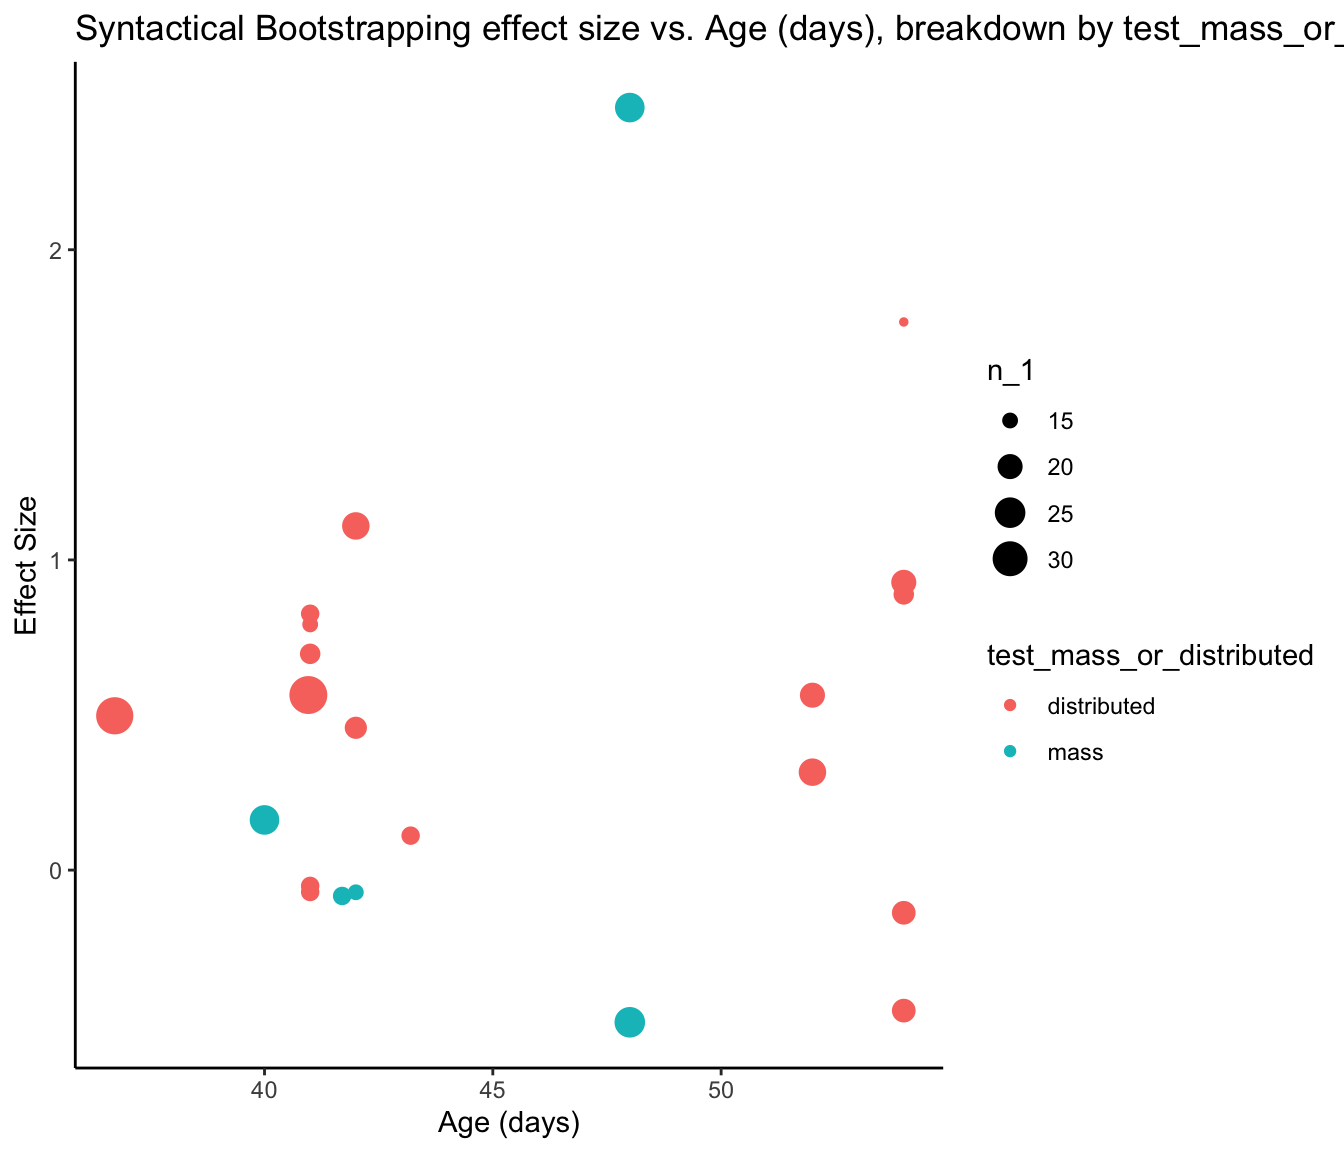 Syntactical Bootstrapping effect size vs. Age (days), breakdown by test_mass_or_
Effect Size
2
1
0
40 45 50
Age (days)
n_1
15
20
25
30
test_mass_or_distributed
distributed
mass